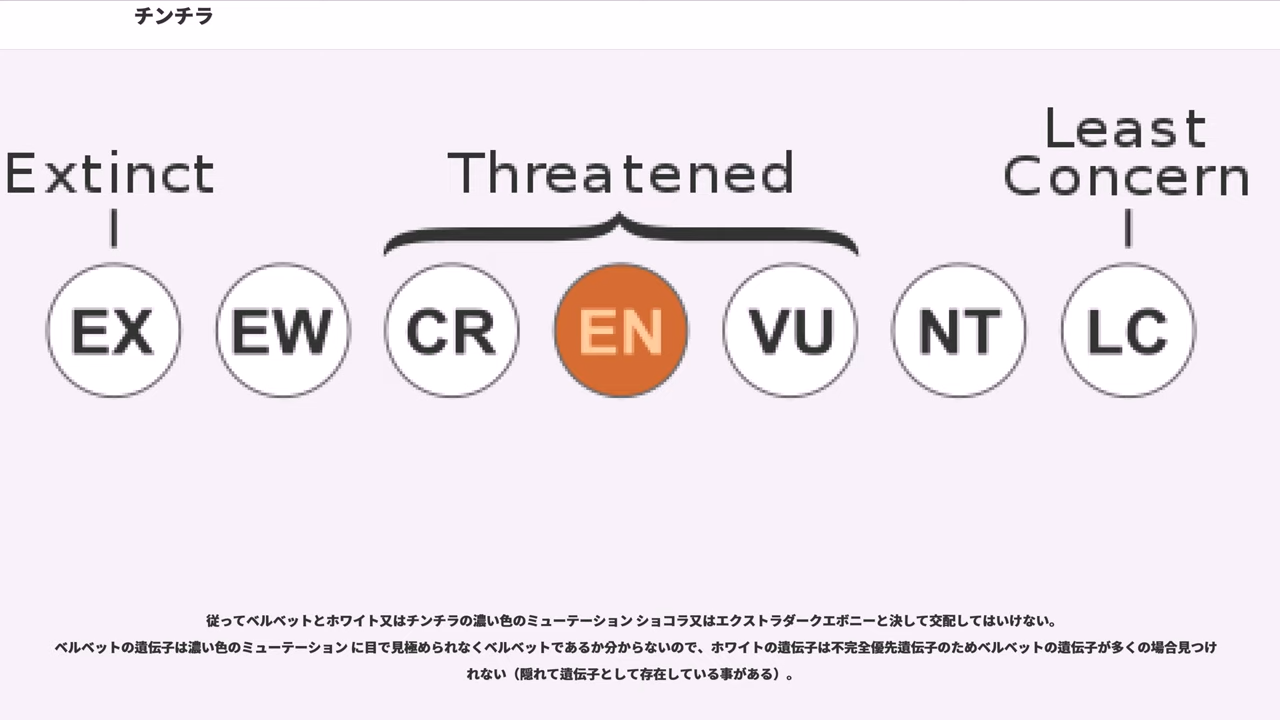 チンチラ
Extinct
Threatened
Least
Concern
EX EW CR EN VU NT LC
従ってベルベットとホワイト又はチンチラの濃い色のミューテーション ショコラ又はエクストラダークエボニーと決して交配してはいけない。
ベルベットの遺伝子は濃い色のミューテーション に目で見極められなくベルベットであるか分からないので、ホワイトの遺伝子は不完全優先遺伝子のためベルベットの遺伝子が多くの場合見つけ
れない（隠れて遺伝子として存在している事がある）。